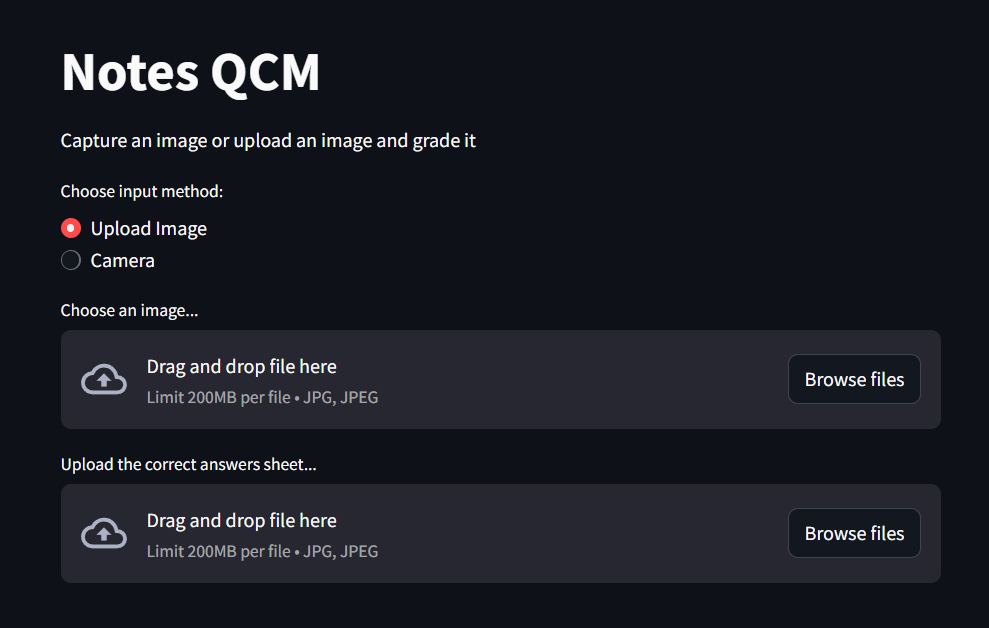 Notes QCM
Capture an image or upload an image and grade it
Choose input method:
Upload Image
Camera
Choose an image...
Drag and drop file here
Limit 200MB per file • JPG, JPEG
Browse files
Upload the correct answers sheet...
Drag and drop file here
Limit 200MB per file • JPG, JPEG
Browse files